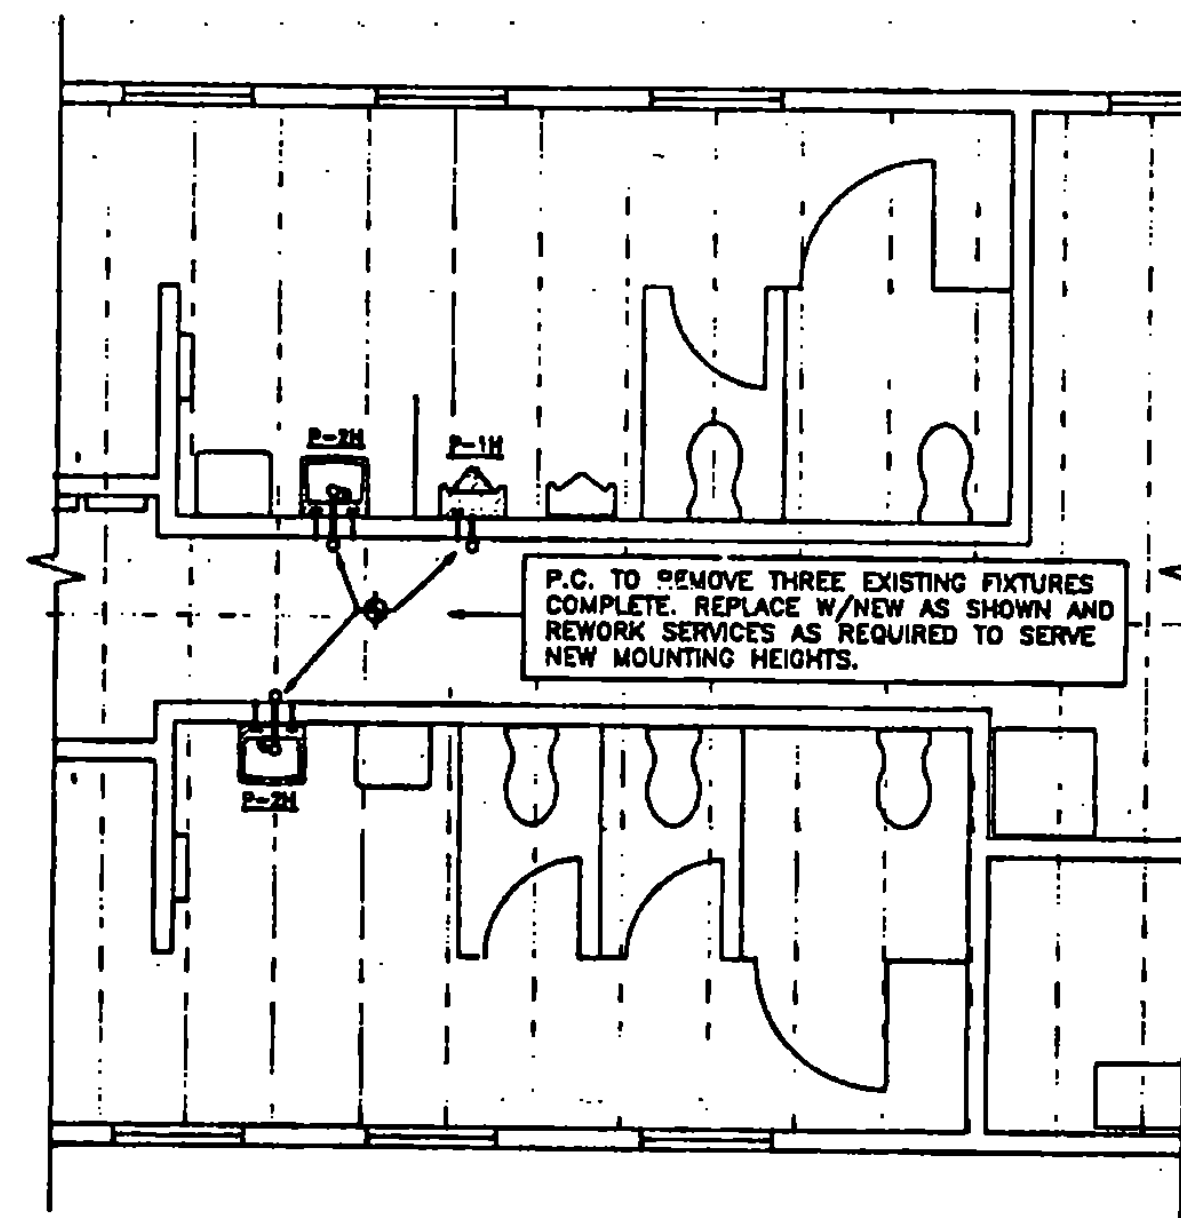 P-2H
P-1H
P.C. TO REMOVE THREE EXISTING FIXTURES
COMPLETE. REPLACE W/NEW AS SHOWN AND
REWORK SERVICES AS REQUIRED TO SERVE
NEW MOUNTING HEIGHTS.
P-2H